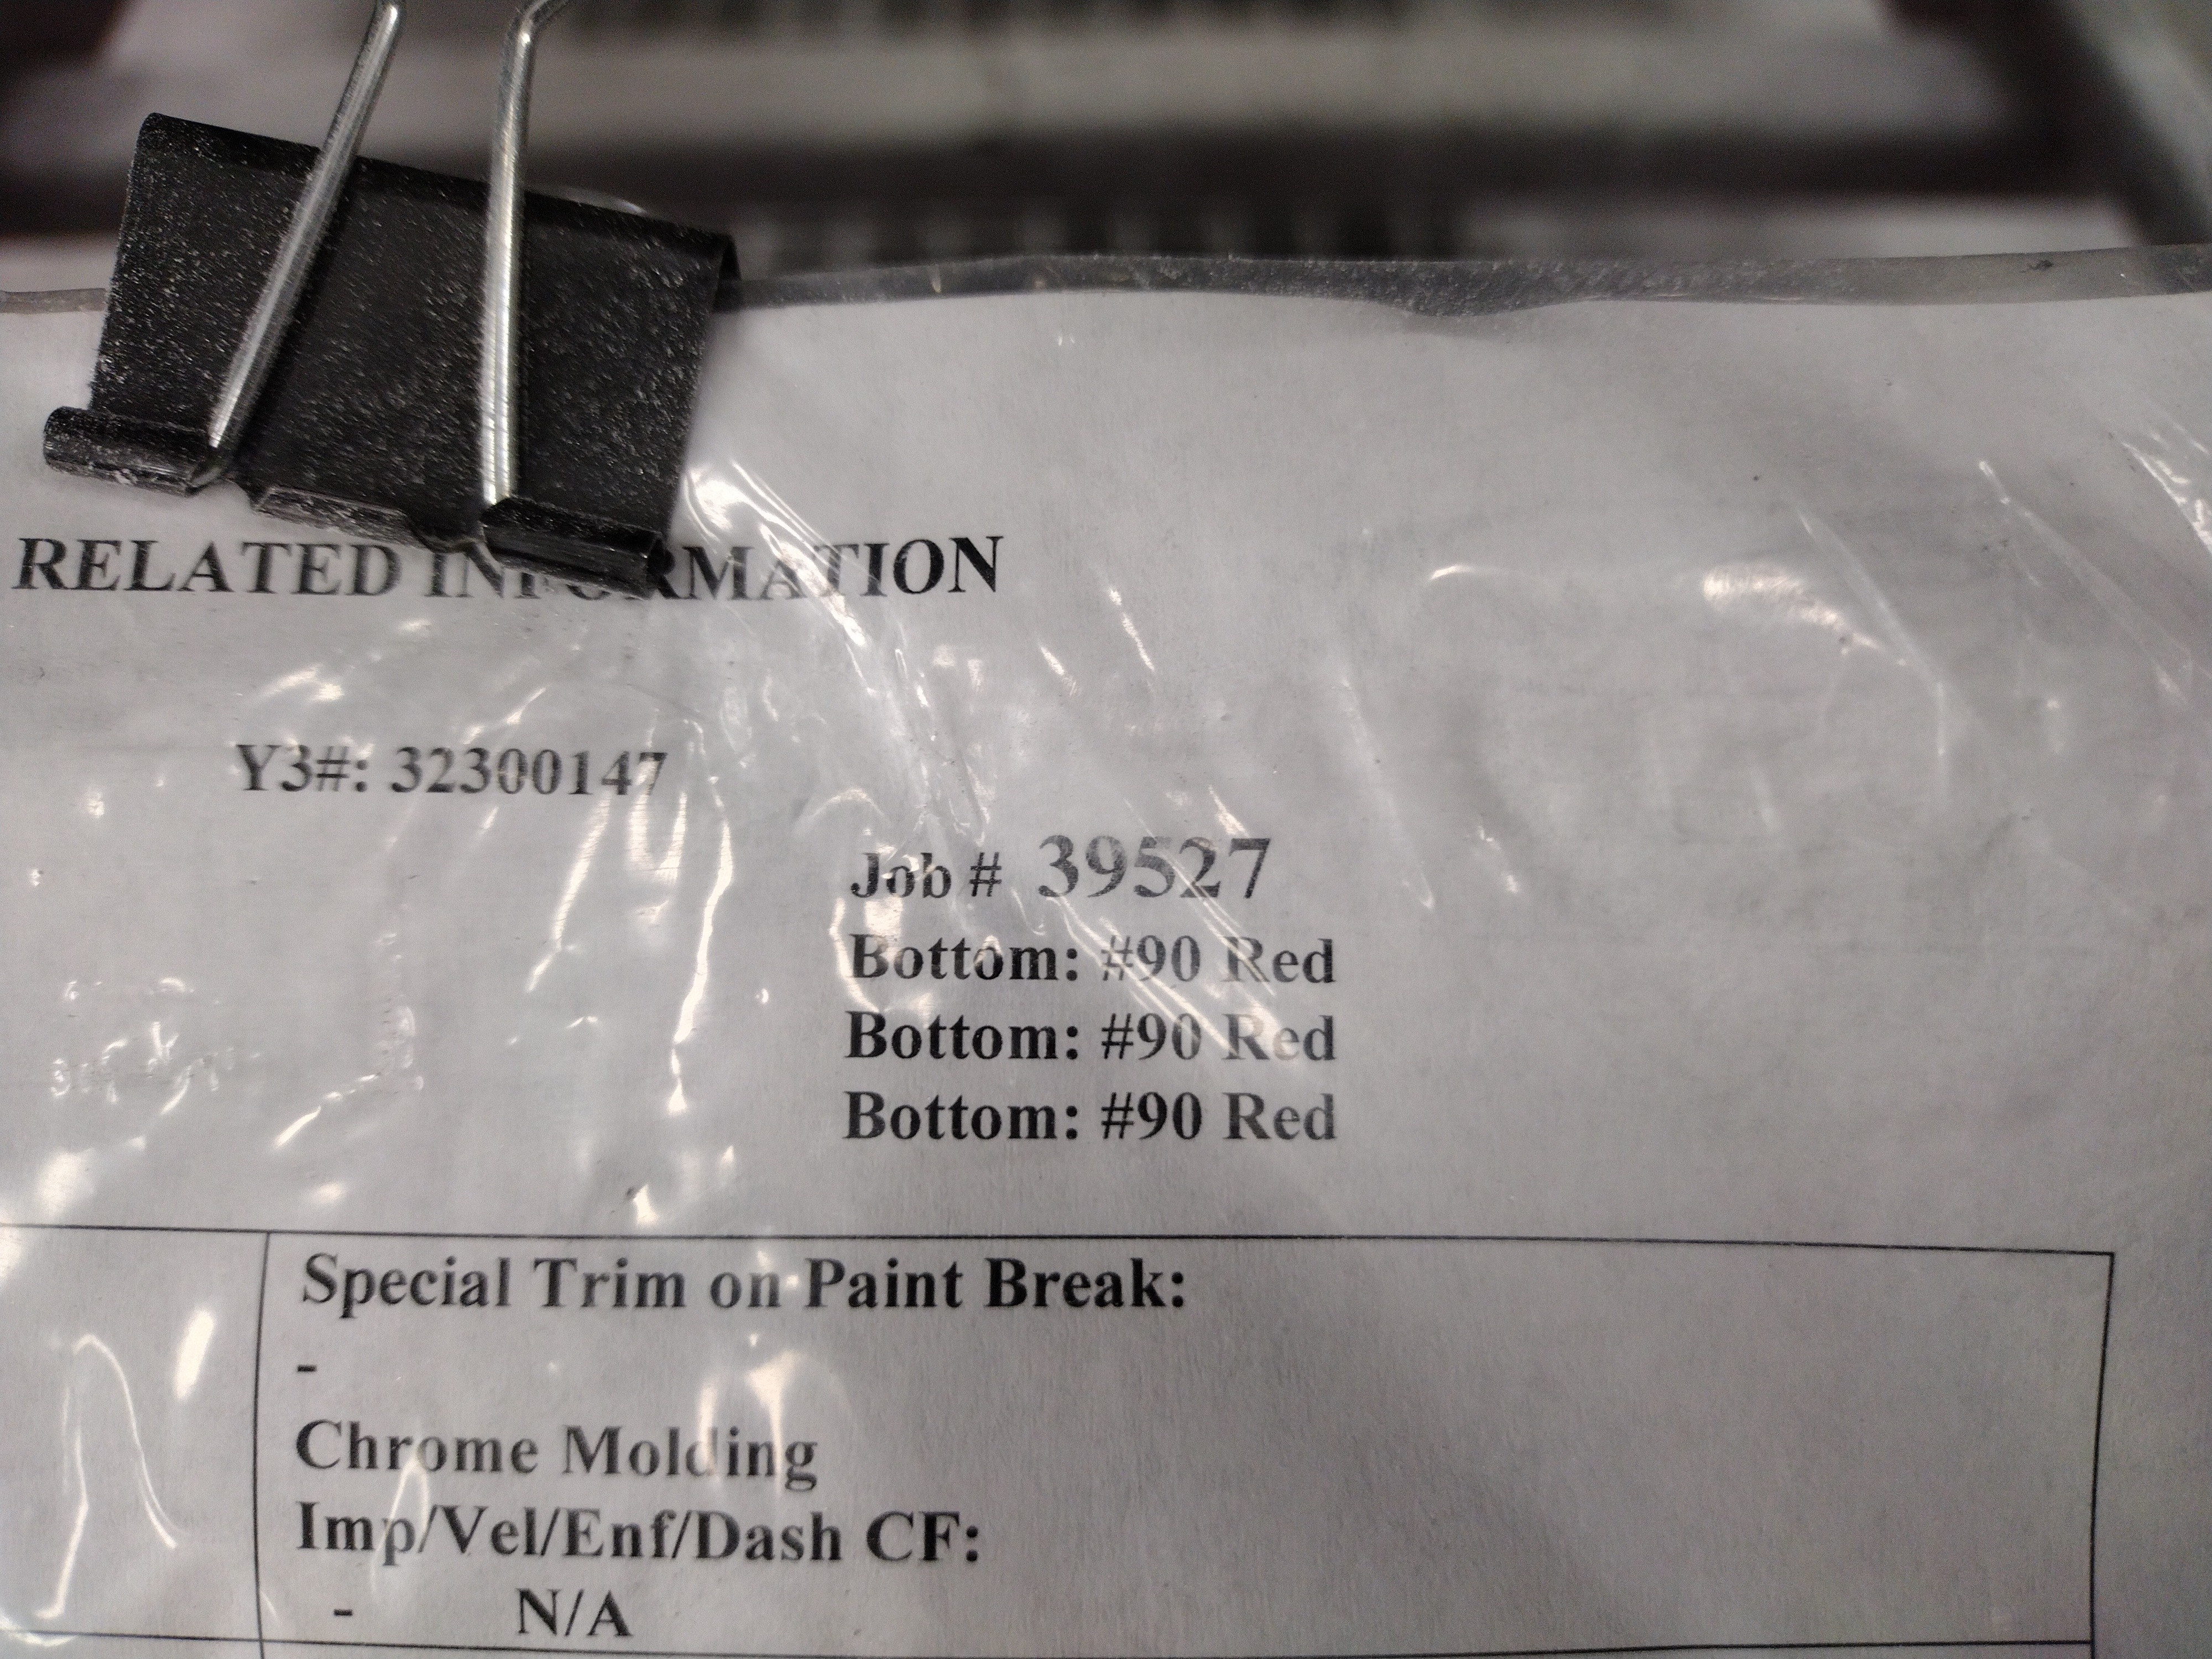 RELATED INFORMATION
Y3#: 32300147
Job # 39527
Bottom: #90 Red
Bottom: #90 Red
Bottom: #90 Red
Special Trim on Paint Break:
-
Chrome Molding
Imp/Vel/Enf/Dash CF:
- N/A